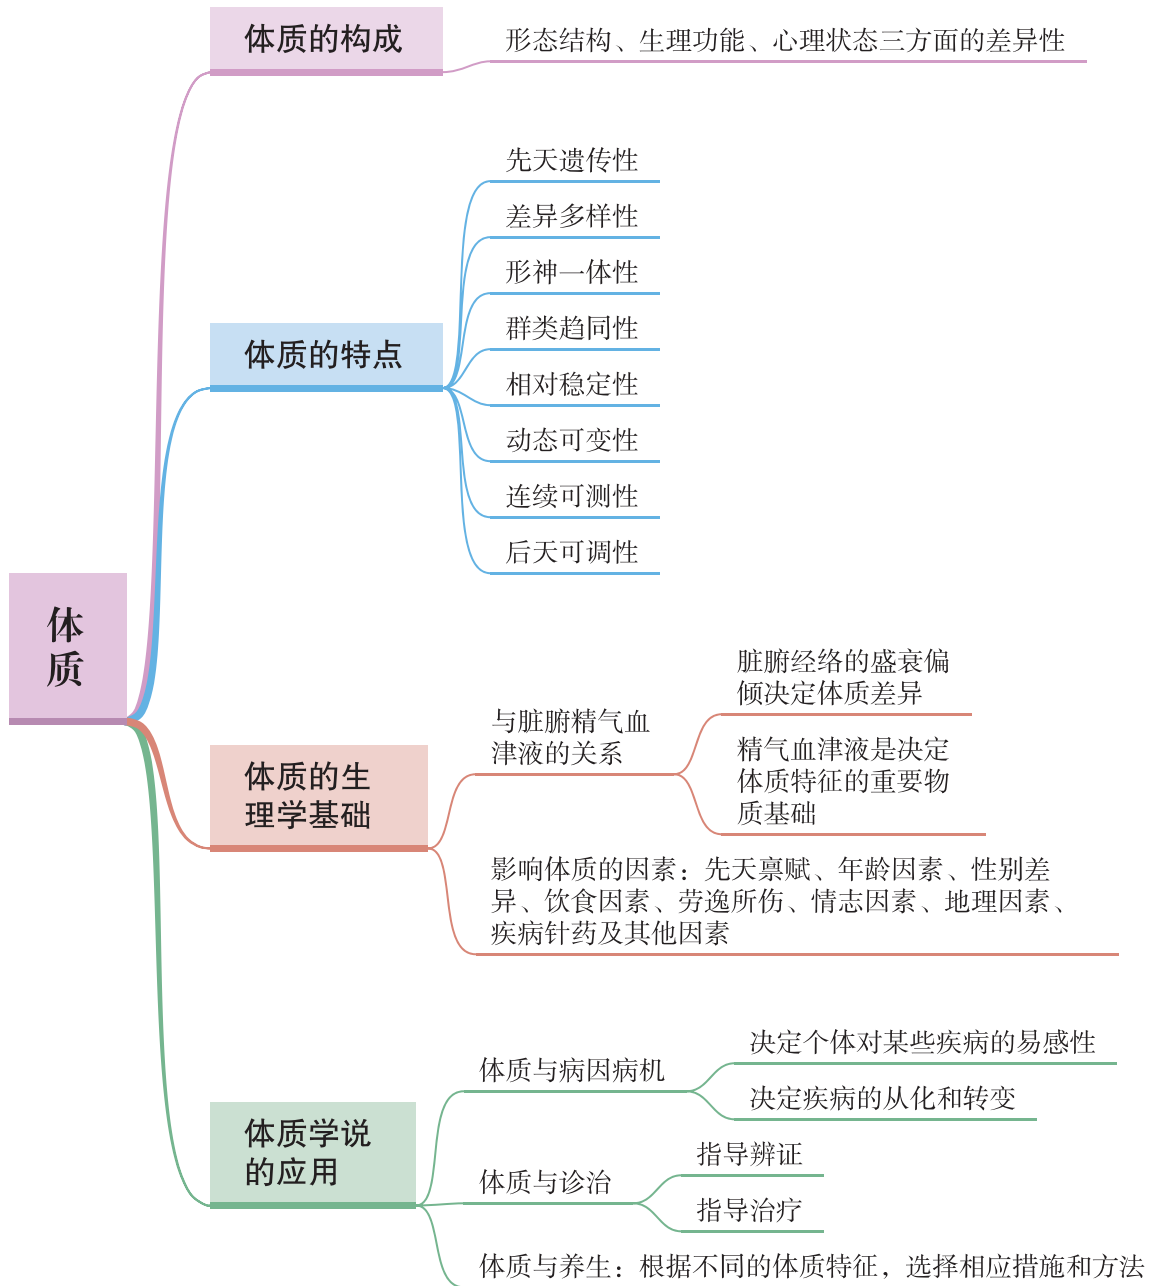 体质
体质的构成
形态结构、生理功能、心理状态三方面的差异性
体质的特点
先天遗传性
差异多样性
形神一体性
群类趋同性
相对稳定性
动态可变性
连续可测性
后天可调性
体质的生
理学基础
与脏腑精气血
津液的关系
脏腑经络的盛衰偏
倾决定体质差异
精气血津液是决定
体质特征的重要物
质基础
影响体质的因素：先天禀赋、年龄因素、性别差
异、饮食因素、劳逸所伤、情志因素、地理因素、
疾病针药及其他因素
体质学说
的应用
体质与病因病机
决定个体对某些疾病的易感性
决定疾病的从化和转变
体质与诊治
指导辨证
指导治疗
体质与养生：根据不同的体质特征，选择相应措施和方法